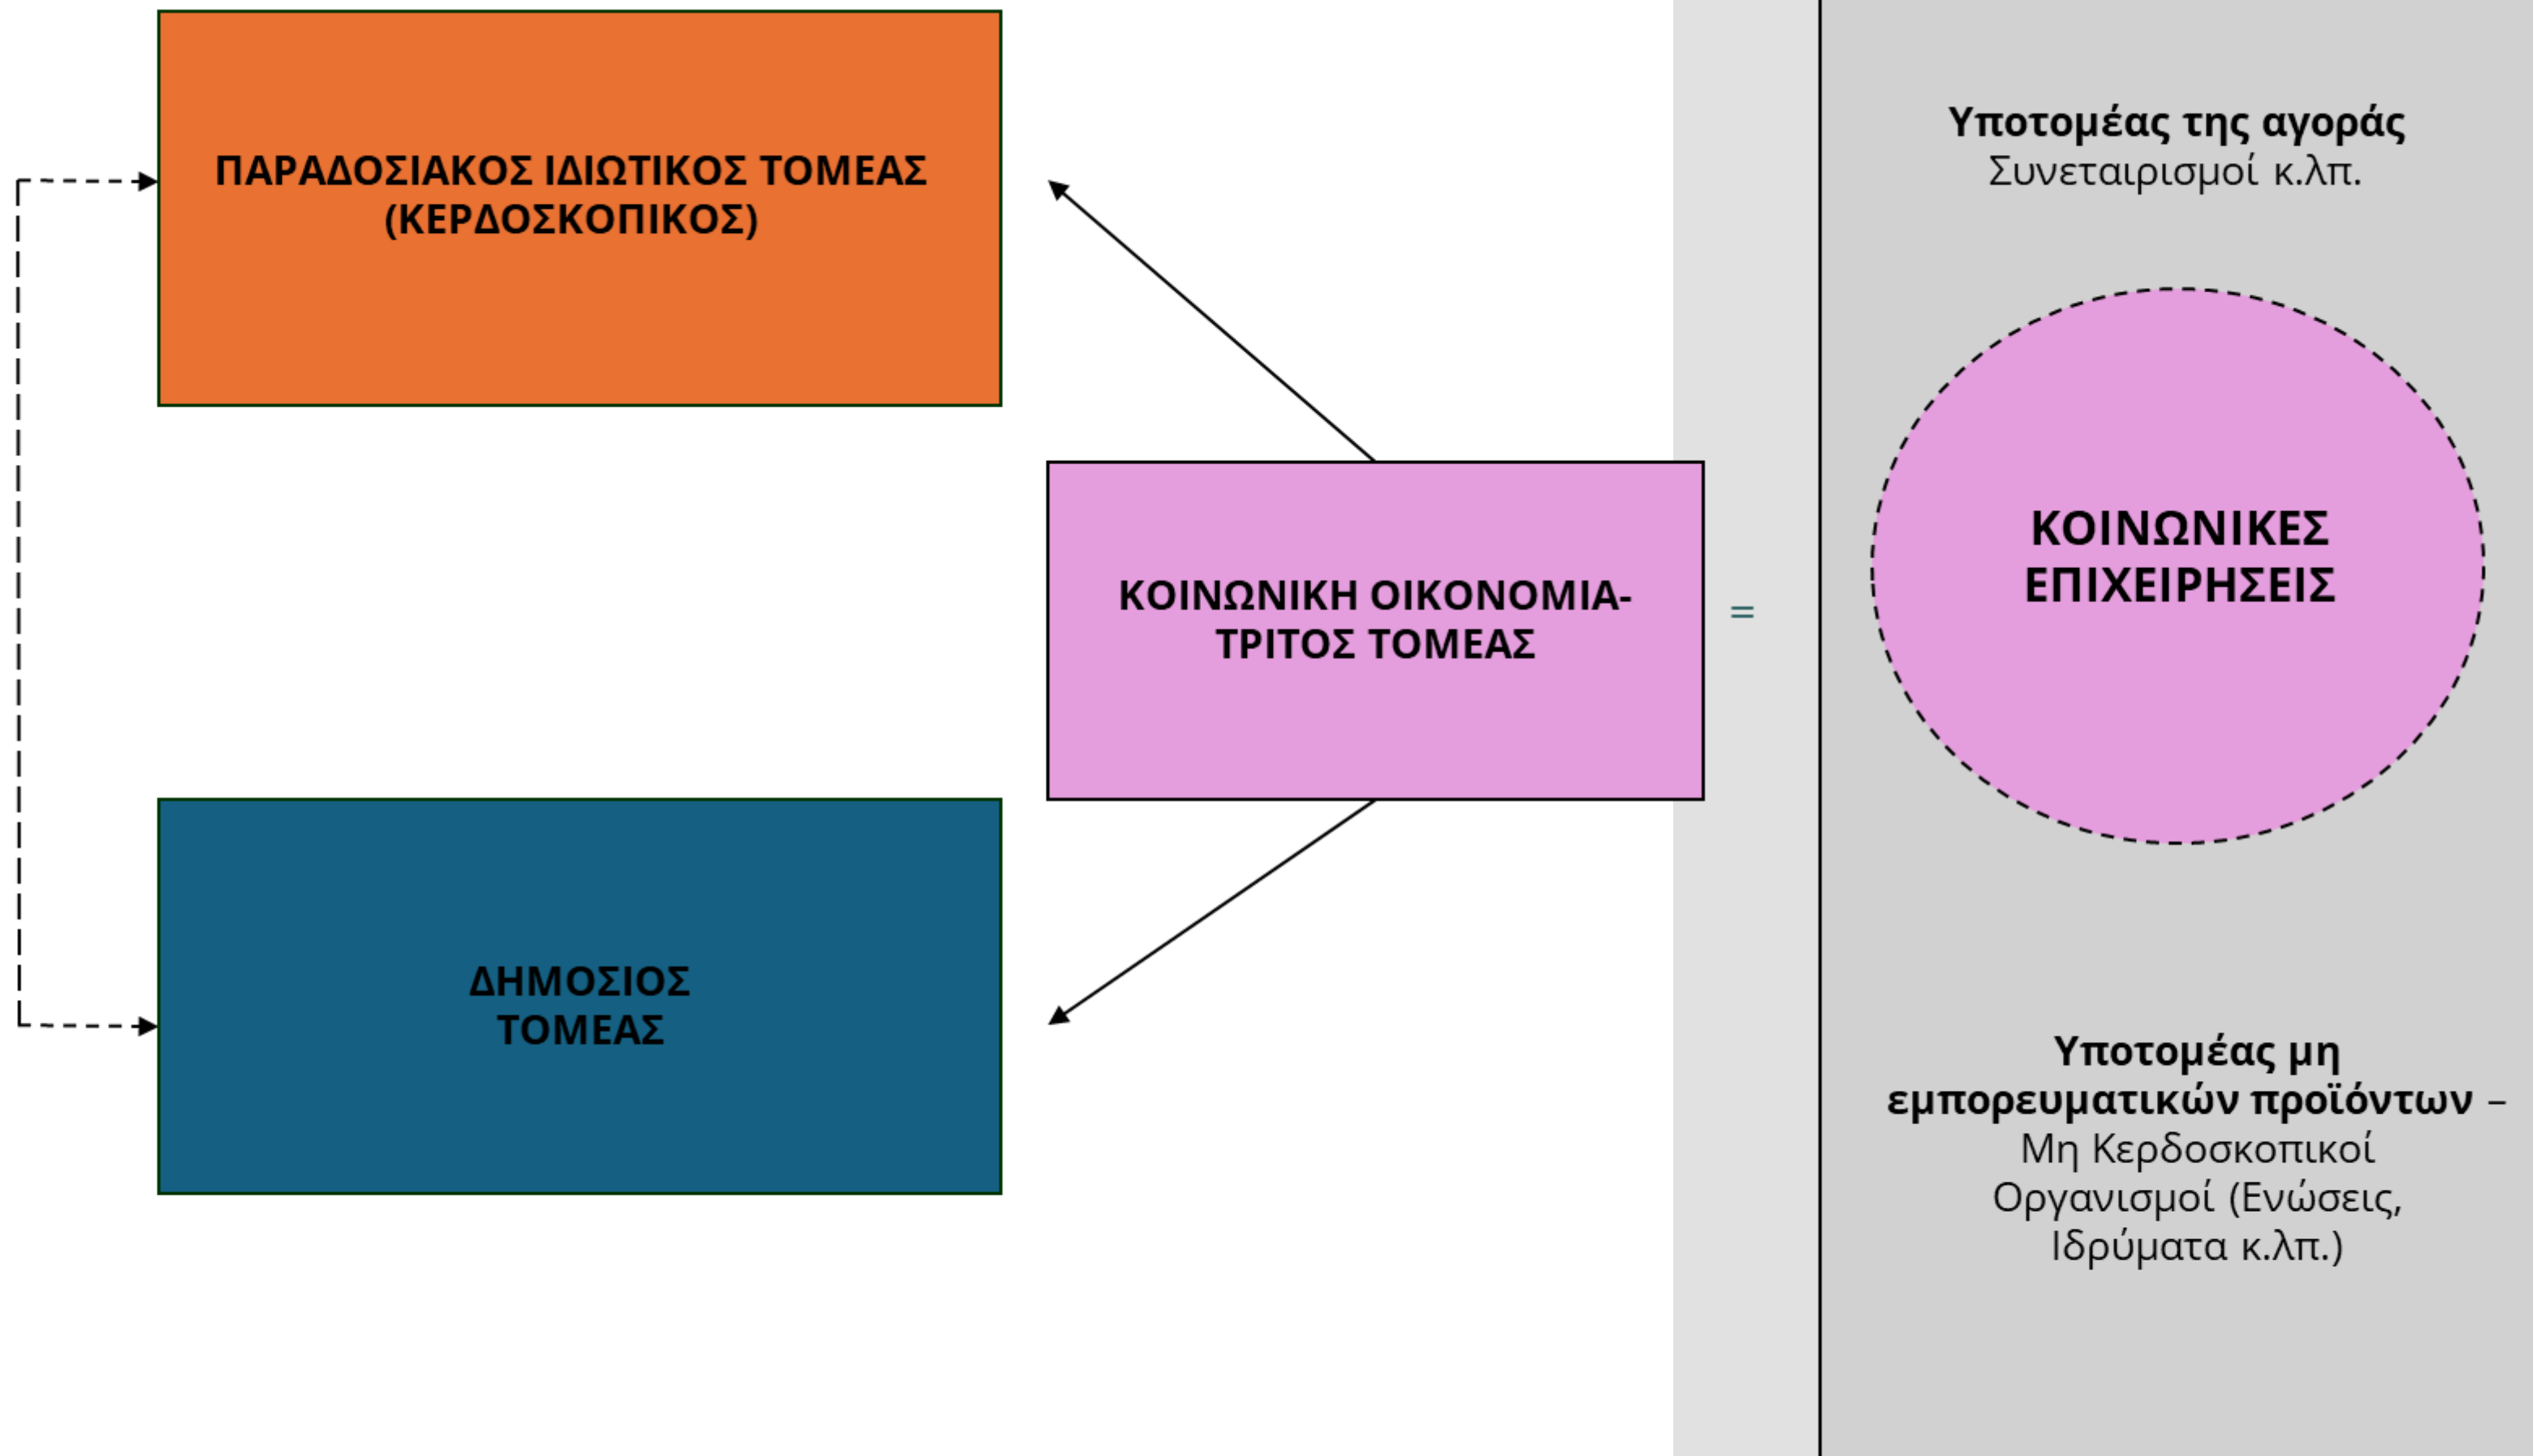 ΠΑΡΑΔΟΣΙΑΚΟΣ ΙΔΙΩΤΙΚΟΣ ΤΟΜΕΑΣ
(ΚΕΡΔΟΣΚΟΠΙΚΟΣ)
ΚΟΙΝΩΝΙΚΗ ΟΙΚΟΝΟΜΙΑ-
ΤΡΙΤΟΣ ΤΟΜΕΑΣ
=
ΔΗΜΟΣΙΟΣ
ΤΟΜΕΑΣ
Υποτομέας της αγοράς
Συνεταιρισμοί κ.λπ.
ΚΟΙΝΩΝΙΚΕΣ
ΕΠΙΧΕΙΡΗΣΕΙΣ
Υποτομέας μη
εμπορευματικών προϊόντων –
Μη Κερδοσκοπικοί
Οργανισμοί (Ενώσεις,
Ιδρύματα κ.λπ.)